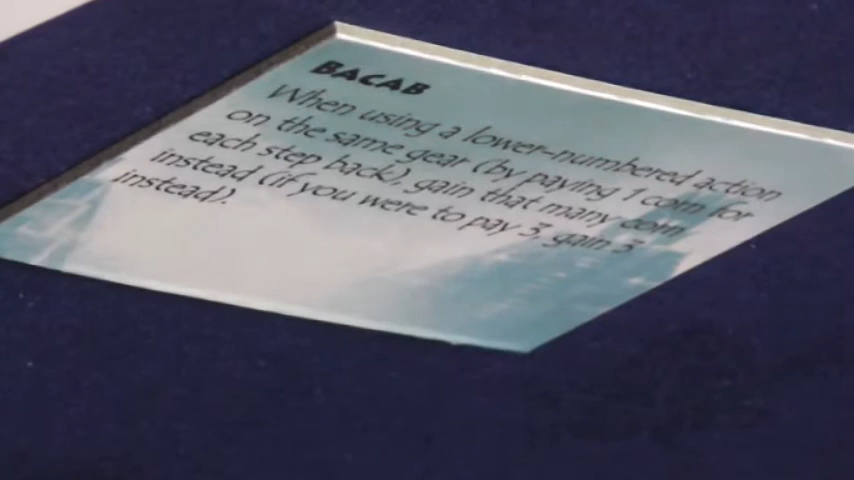 BACAB
When using a lower-numbered action
on the same gear (by paying 1 corn for
each step back), gain that many corn
instead (if you were to pay 3, gain 3
instead).